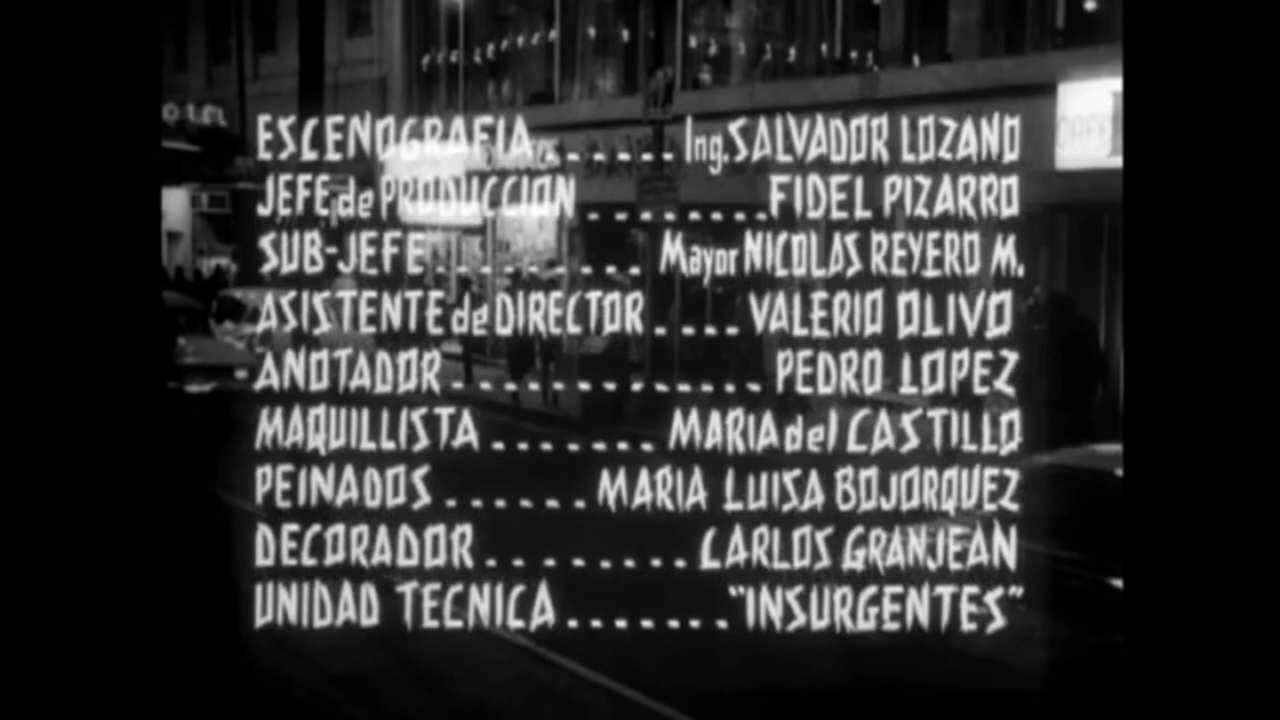 ESCENOGRAFIA...... Ing. SALVADOR LOZANO
JEFE de PRODUCCION ........ FIDEL PIZARRO
SUB-JEFE......... Mayor NICOLAS REYERO M.
ASISTENTE de DIRECTOR .... VALERIO OLIVO
ANOTADOR ............. PEDRO LOPEZ
MAQUILLISTA ....... MARIA del CASTILLO
PEINADOS ...... MARIA LUISA BOJORQUEZ
DECORADOR ........ CARLOS GRANJEAN
UNIDAD TECNICA ....... "INSURGENTES"